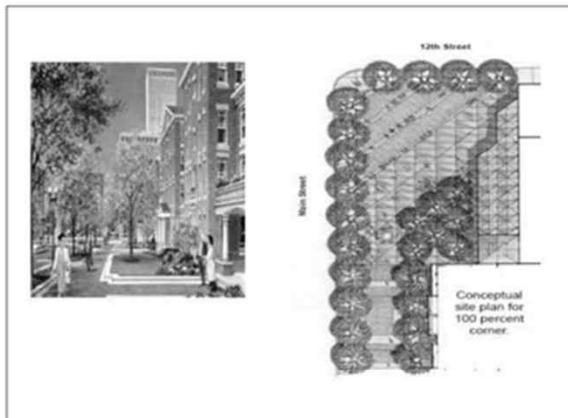 12th Street
Main Street
Conceptual
site plan for
100 percent
corner.